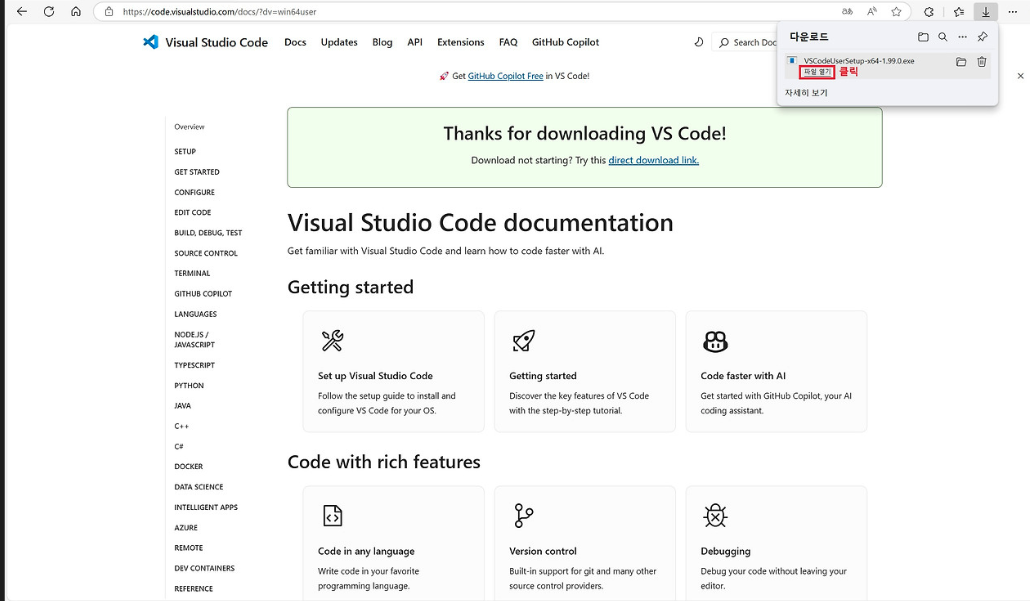 https://code.visualstudio.com/docs/?dv=win64user
Visual Studio Code
Docs
Updates
Blog
API
Extensions
FAQ
GitHub Copilot
Search Doc
다운로드
VSCodeUserSetup-x64-1.99.0.exe
파일 열기
클릭
자세히 보기
Get GitHub Copilot Free in VS Code!
Thanks for downloading VS Code!
Download not starting? Try this direct download link.
Overview
SETUP
GET STARTED
CONFIGURE
EDIT CODE
BUILD, DEBUG, TEST
SOURCE CONTROL
TERMINAL
GITHUB COPILOT
LANGUAGES
NODE.JS /
JAVASCRIPT
TYPESCRIPT
PYTHON
JAVA
C++
C#
DOCKER
DATA SCIENCE
INTELLIGENT APPS
AZURE
REMOTE
DEV CONTAINERS
REFERENCE
Visual Studio Code documentation
Get familiar with Visual Studio Code and learn how to code faster with AI.
Getting started
Set up Visual Studio Code
Follow the setup guide to install and
configure VS Code for your OS.
Getting started
Discover the key features of VS Code
with the step-by-step tutorial.
Code faster with AI
Get started with GitHub Copilot, your AI
coding assistant.
Code with rich features
Code in any language
Write code in your favorite
programming language.
Version control
Built-in support for git and many other
source control providers.
Debugging
Debug your code without leaving your
editor.